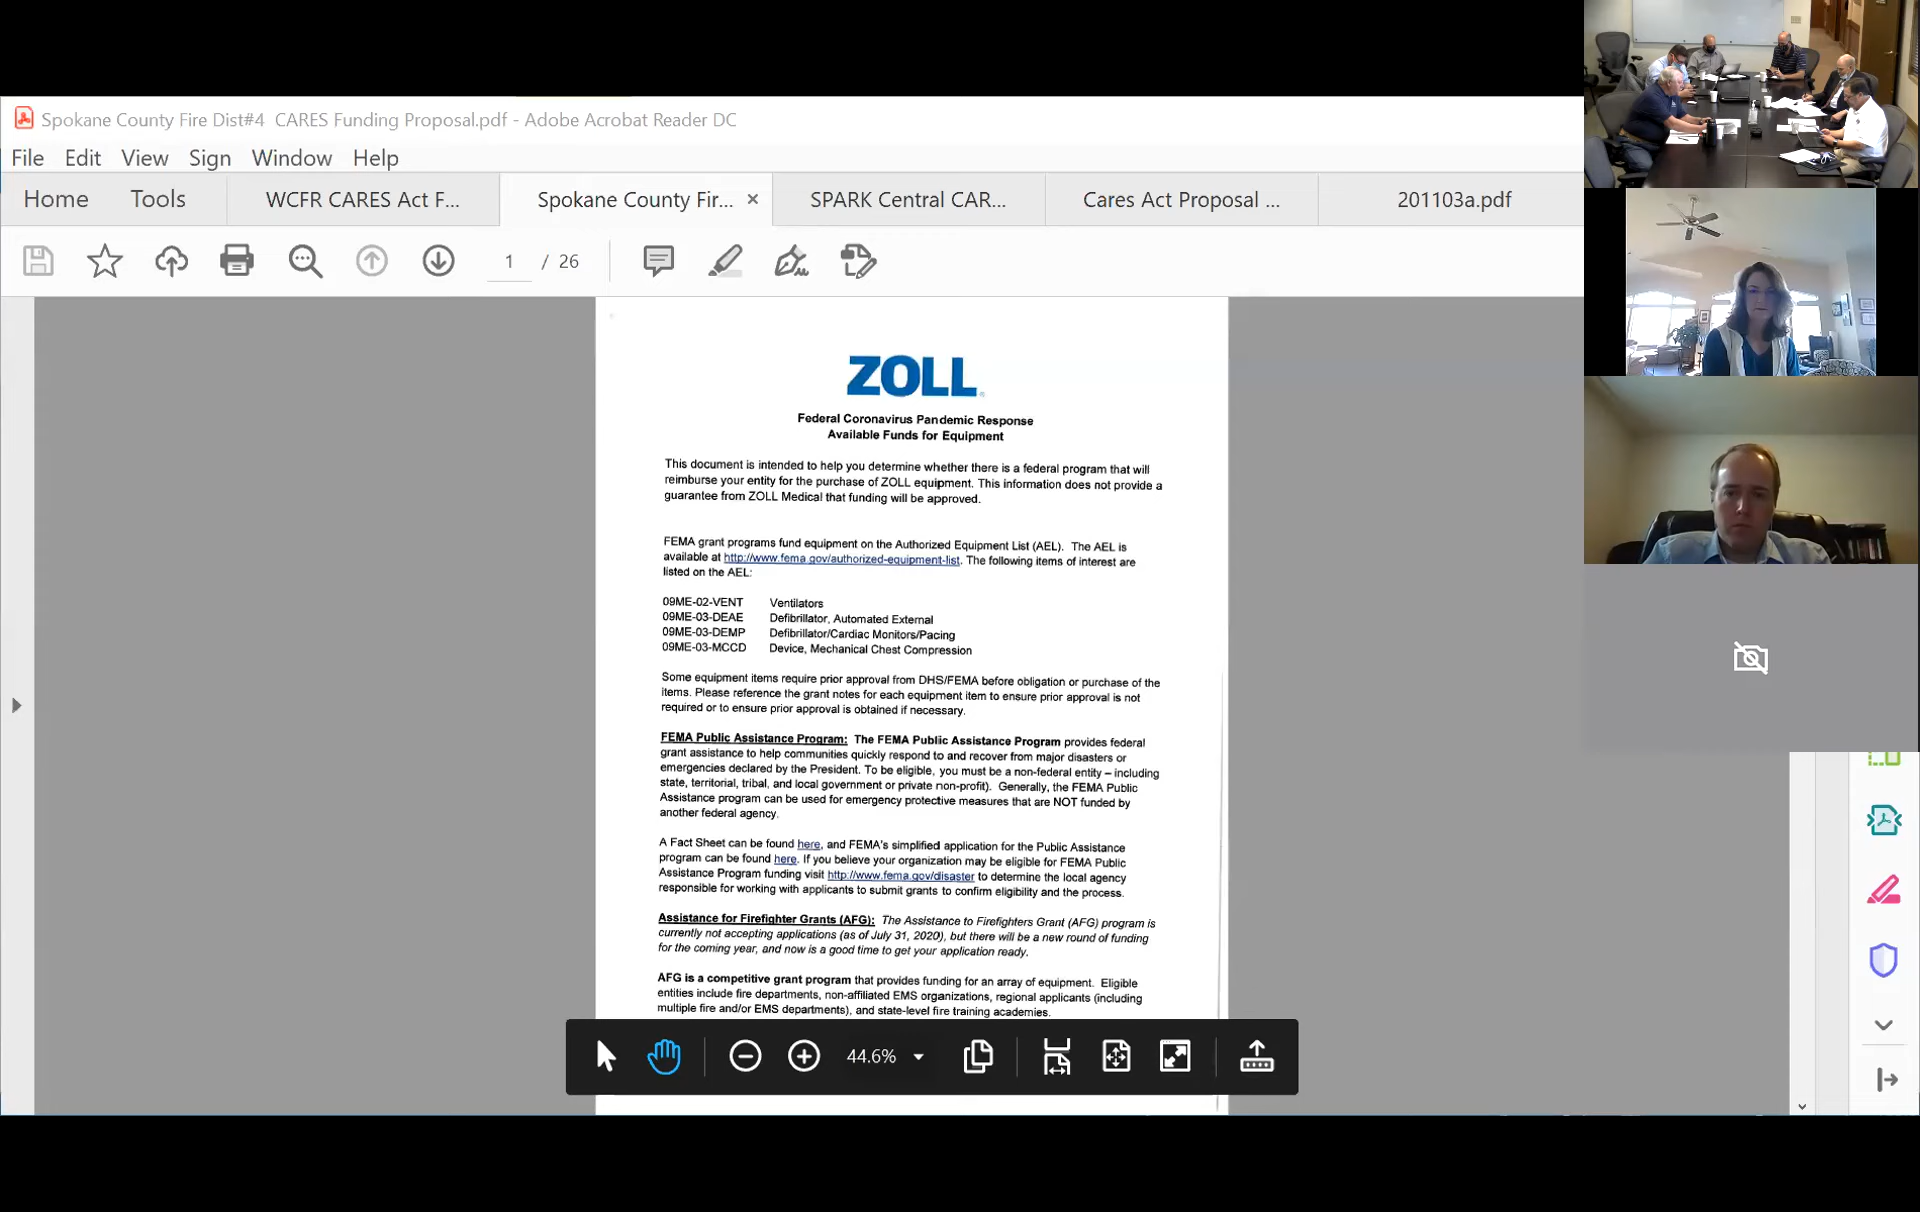 Spokane County Fire Dist#4 CARES Funding Proposal.pdf - Adobe Acrobat Reader DC
File Edit View Sign Window Help
Home Tools WCFR CARES Act F... Spokane County Fir... × SPARK Central CAR... Cares Act Proposal ... 201103a.pdf
1 / 26
ZOLL
Federal Coronavirus Pandemic Response
Available Funds for Equipment
This document is intended to help you determine whether there is a federal program that will
reimburse your entity for the purchase of ZOLL equipment. This information does not provide a
guarantee from ZOLL Medical that funding will be approved.
FEMA grant programs fund equipment on the Authorized Equipment List (AEL). The AEL is
available at http://www.fema.gov/authorized-equipment-list. The following items of interest are
listed on the AEL:
09ME-02-VENT Ventilators
09ME-03-DEAE Defibrillator, Automated External
09ME-03-DEMP Defibrillator/Cardiac Monitors/Pacing
09ME-03-MCCD Device, Mechanical Chest Compression
Some equipment items require prior approval from DHS/FEMA before obligation or purchase of the
items. Please reference the grant notes for each equipment item to ensure prior approval is not
required or to ensure prior approval is obtained if necessary.
FEMA Public Assistance Program: The FEMA Public Assistance Program provides federal
grant assistance to help communities quickly respond to and recover from major disasters or
emergencies declared by the President. To be eligible, you must be a non-federal entity – including
state, territorial, tribal, and local government or private non-profit). Generally, the FEMA Public
Assistance program can be used for emergency protective measures that are NOT funded by
another federal agency.
A Fact Sheet can be found here, and FEMA's simplified application for the Public Assistance
program can be found here. If you believe your organization may be eligible for FEMA Public
Assistance Program funding visit http://www.fema.gov/disaster to determine the local agency
responsible for working with applicants to submit grants to confirm eligibility and the process.
Assistance for Firefighter Grants (AFG): The Assistance to Firefighters Grant (AFG) program is
currently not accepting applications (as of July 31, 2020), but there will be a new round of funding
for the coming year, and now is a good time to get your application ready.
AFG is a competitive grant program that provides funding for an array of equipment. Eligible
entities include fire departments, non-affiliated EMS organizations, regional applicants (including
multiple fire and/or EMS departments), and state-level fire training academies.
44.6%